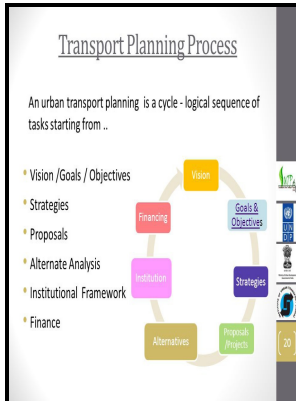 Transport Planning Process
An urban transport planning is a cycle - logical sequence of
tasks starting from ..
• Vision /Goals / Objectives
• Strategies
• Proposals
• Alternate Analysis
• Institutional Framework
• Finance
Vision
Goals &
Objectives
Strategies
Proposals
/Projects
Alternatives
Institution
Financing
U N
D P
20